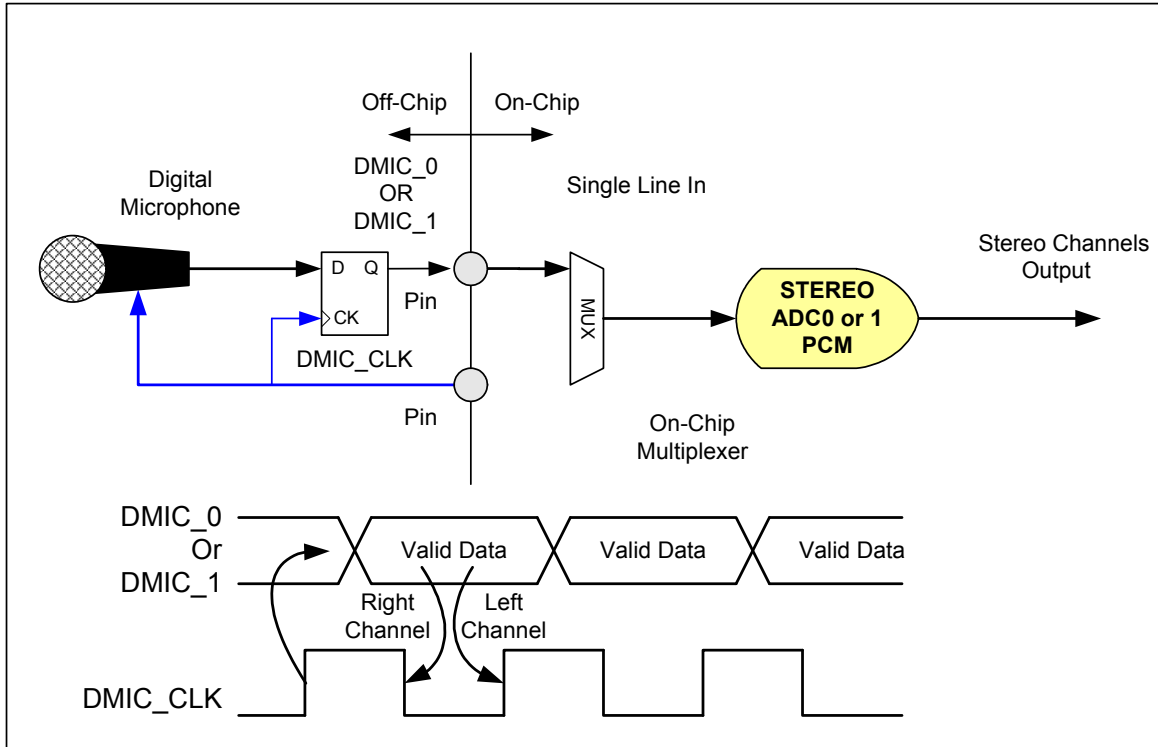 Off-Chip
On-Chip
DMIC_0
OR
DMIC_1
Single Line In
Digital
Microphone
Stereo Channels
Output
D Q
CK
Pin
MUX
STEREO
ADC0 or 1
PCM
DMIC_CLK
Pin
On-Chip
Multiplexer
DMIC_0
Or
DMIC_1
Valid Data
Valid Data
Valid Data
Right
Channel
Left
Channel
DMIC_CLK